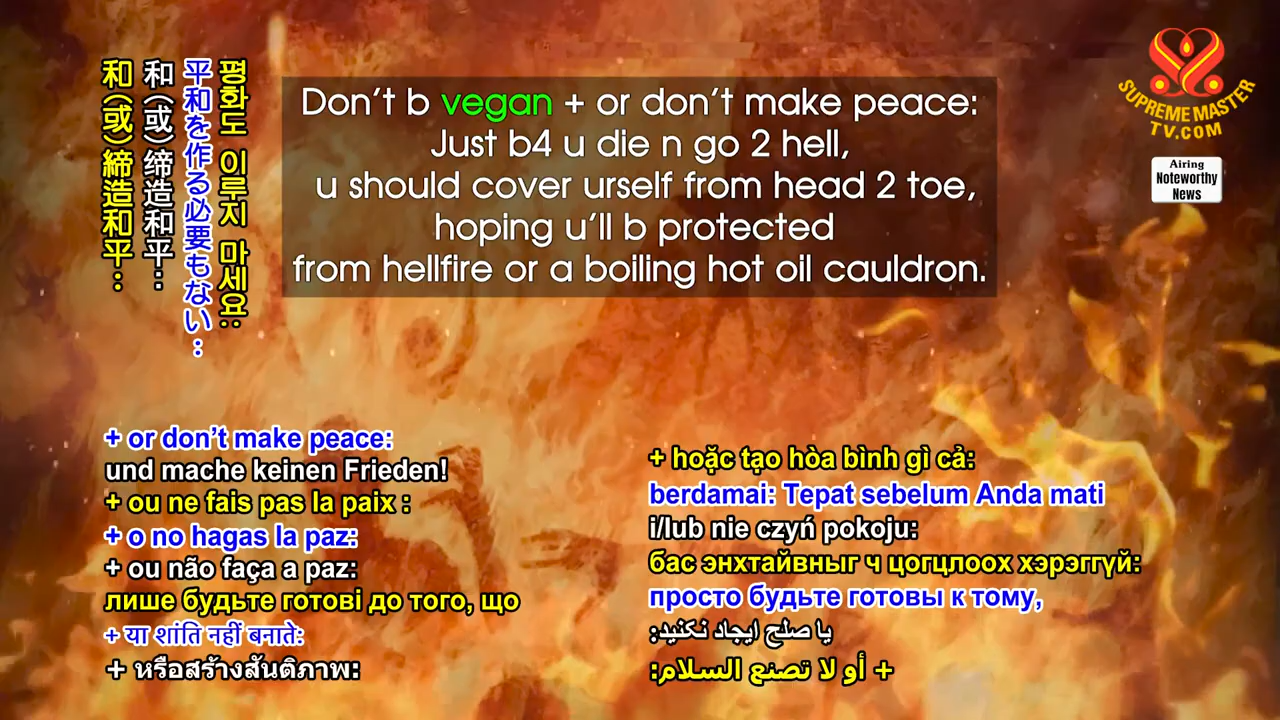 Don't b vegan + or don't make peace:
Just b4 u die n go 2 hell,
u should cover urself from head 2 toe,
hoping u'll b protected
from hellfire or a boiling hot oil cauldron.
SUPREME MASTER
TV.COM
Airing
Noteworthy
News
평화도 이루지 마세요:
平和を作る必要もない：
和（或）缔造和平：
和（或）締造和平：
+ or don't make peace:
und mache keinen Frieden!
+ ou ne fais pas la paix :
+ o no hagas la paz:
+ ou não faça a paz:
лише будьте готові до того, що
+ या शांति नहीं बनाते:
+ หรือสร้างสันติภาพ:
+ hoặc tạo hòa bình gì cả:
berdamai: Tepat sebelum Anda mati
i/lub nie czyń pokoju:
бас энхтайвныг ч цогцлоох хэрэггүй:
просто будьте готовы к тому,
یا صلح ایجاد نکنید:
+ أو لا تصنع السلام: